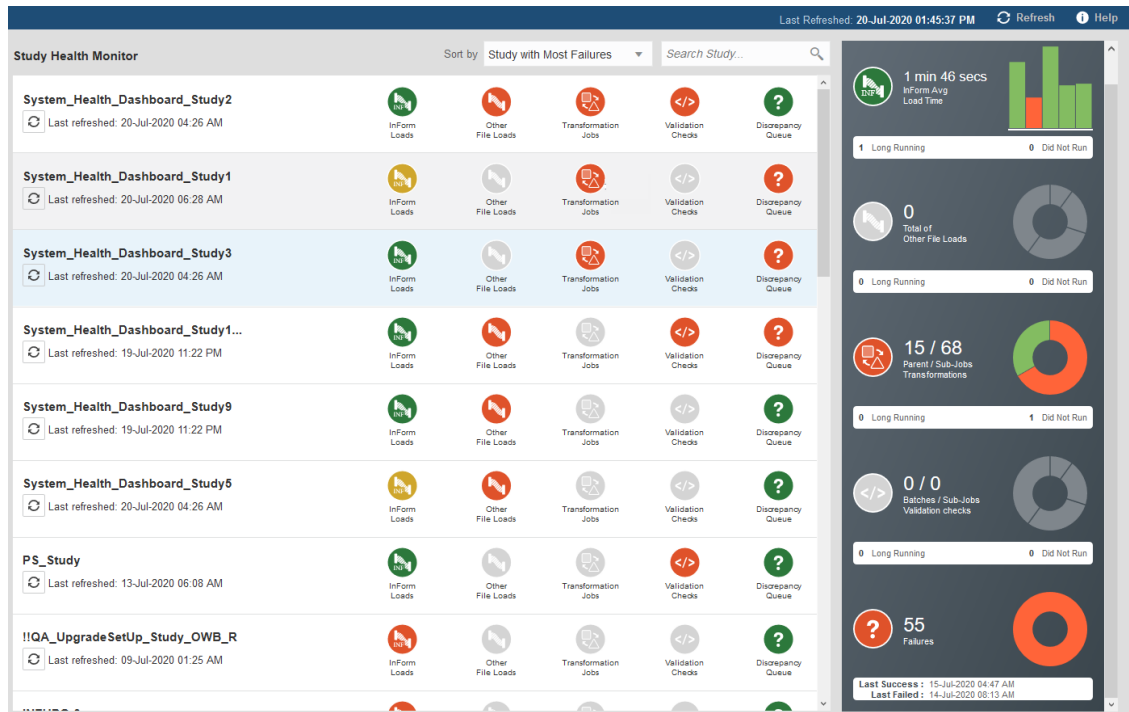 Last Refreshed: 20-Jul-2020 01:45:37 PM Refresh Help
Study Health Monitor
Sort by Study with Most Failures
Search Study...
System_Health_Dashboard_Study2
Last refreshed: 20-Jul-2020 04:26 AM
INF
InForm Loads
Other File Loads
Transformation Jobs
</>
Validation Checks
?
Discrepancy Queue
System_Health_Dashboard_Study1
Last refreshed: 20-Jul-2020 06:28 AM
INF
InForm Loads
Other File Loads
Transformation Jobs
</>
Validation Checks
?
Discrepancy Queue
System_Health_Dashboard_Study3
Last refreshed: 20-Jul-2020 04:26 AM
INF
InForm Loads
Other File Loads
Transformation Jobs
</>
Validation Checks
?
Discrepancy Queue
System_Health_Dashboard_Study1...
Last refreshed: 19-Jul-2020 11:22 PM
INF
InForm Loads
Other File Loads
Transformation Jobs
</>
Validation Checks
?
Discrepancy Queue
System_Health_Dashboard_Study9
Last refreshed: 19-Jul-2020 11:22 PM
INF
InForm Loads
Other File Loads
Transformation Jobs
</>
Validation Checks
?
Discrepancy Queue
System_Health_Dashboard_Study5
Last refreshed: 20-Jul-2020 04:26 AM
INF
InForm Loads
Other File Loads
Transformation Jobs
</>
Validation Checks
?
Discrepancy Queue
PS_Study
Last refreshed: 13-Jul-2020 06:08 AM
INF
InForm Loads
Other File Loads
Transformation Jobs
</>
Validation Checks
?
Discrepancy Queue
!!QA_UpgradeSetUp_Study_OWB_R
Last refreshed: 09-Jul-2020 01:25 AM
INF
InForm Loads
Other File Loads
Transformation Jobs
</>
Validation Checks
?
Discrepancy Queue
INF
1 min 46 secs
InForm Avg
Load Time
1 Long Running 0 Did Not Run
0
Total of
Other File Loads
0 Long Running 0 Did Not Run
15 / 68
Parent / Sub-Jobs
Transformations
0 Long Running 1 Did Not Run
</>
0 / 0
Batches / Sub-Jobs
Validation checks
0 Long Running 0 Did Not Run
?
55
Failures
Last Success : 15-Jul-2020 04:47 AM
Last Failed : 14-Jul-2020 08:13 AM